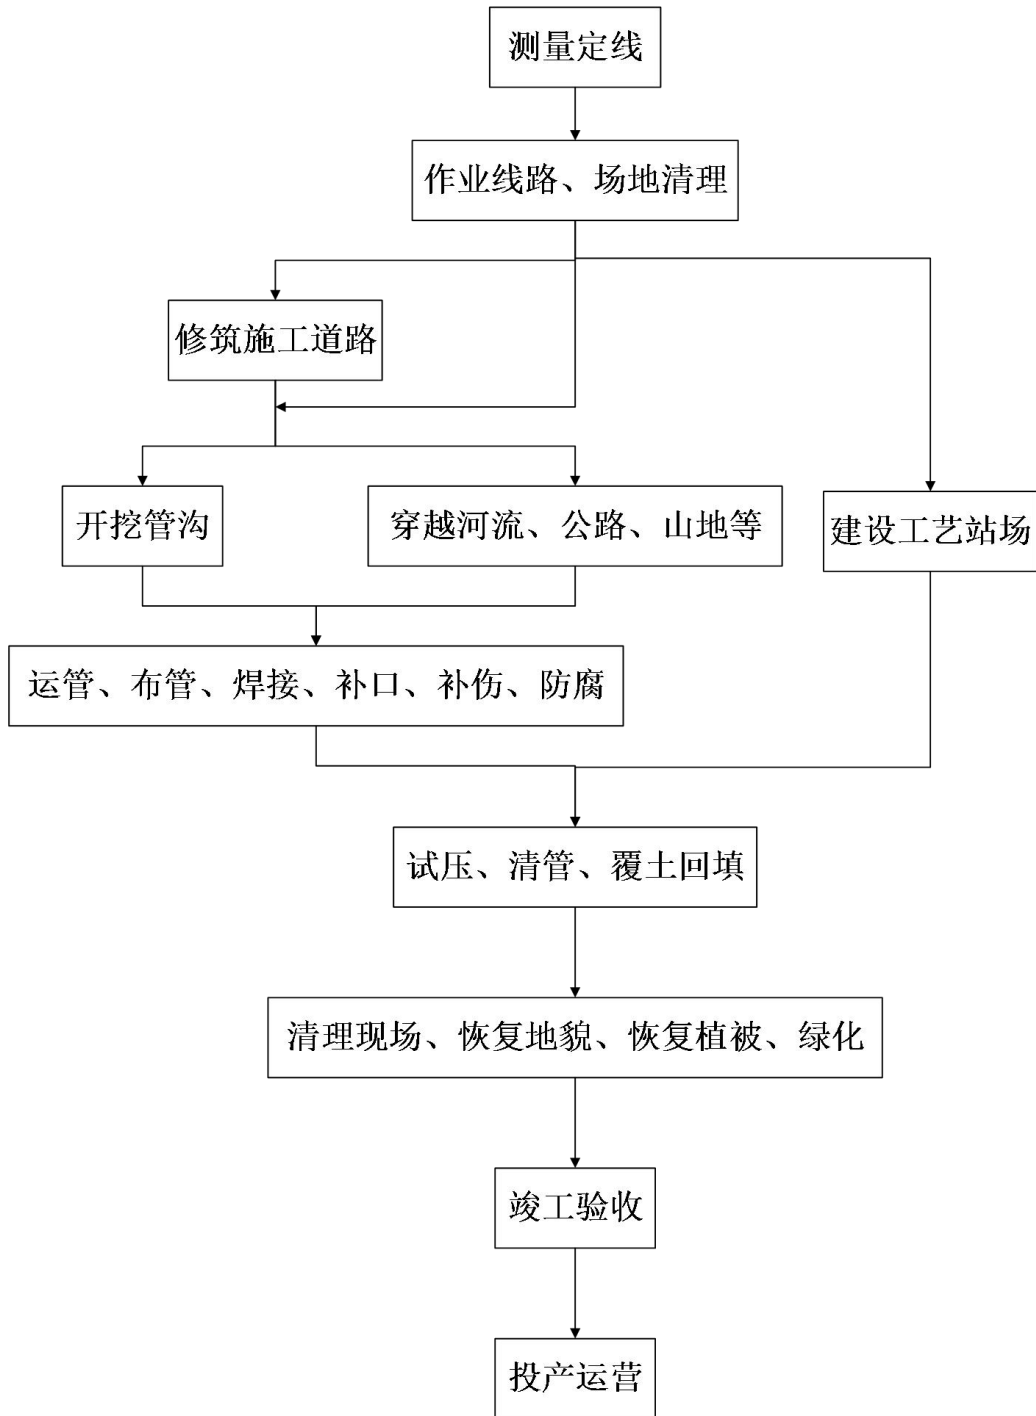 测量定线
作业线路、场地清理
修筑施工道路
开挖管沟
穿越河流、公路、山地等
建设工艺站场
运管、布管、焊接、补口、补伤、防腐
试压、清管、覆土回填
清理现场、恢复地貌、恢复植被、绿化
竣工验收
投产运营